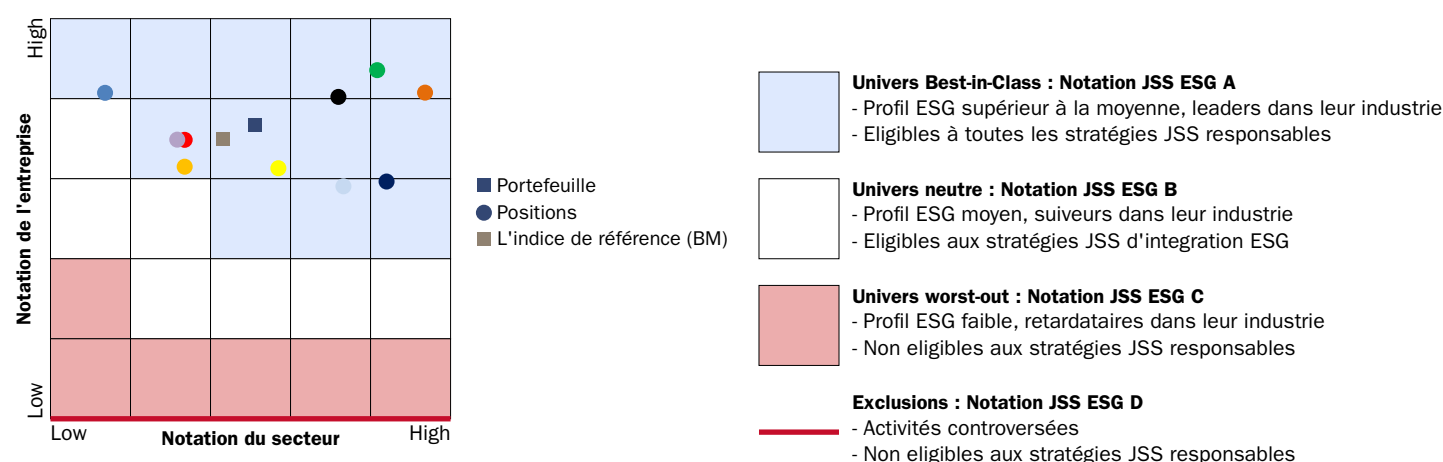 High
Notation de l'entreprise
Low
Low
Notation du secteur
High
Portefeuille
Positions
L'indice de référence (BM)
Univers Best-in-Class : Notation JSS ESG A
- Profil ESG supérieur à la moyenne, leaders dans leur industrie
- Eligibles à toutes les stratégies JSS responsables
Univers neutre : Notation JSS ESG B
- Profil ESG moyen, suiveurs dans leur industrie
- Eligibles aux stratégies JSS d'integration ESG
Univers worst-out : Notation JSS ESG C
- Profil ESG faible, retardataires dans leur industrie
- Non eligibles aux stratégies JSS responsables
Exclusions : Notation JSS ESG D
- Activités controversées
- Non eligibles aux stratégies JSS responsables